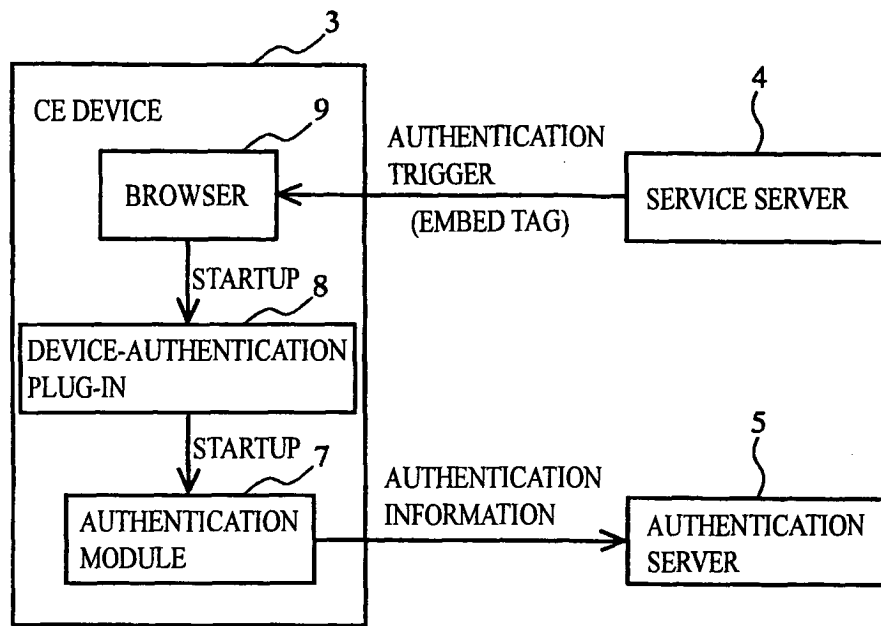 3
CE DEVICE
9
BROWSER
AUTHENTICATION
TRIGGER
(EMBED TAG)
4
SERVICE SERVER
STARTUP
8
DEVICE-AUTHENTICATION
PLUG-IN
STARTUP
7
AUTHENTICATION
MODULE
AUTHENTICATION
INFORMATION
5
AUTHENTICATION
SERVER